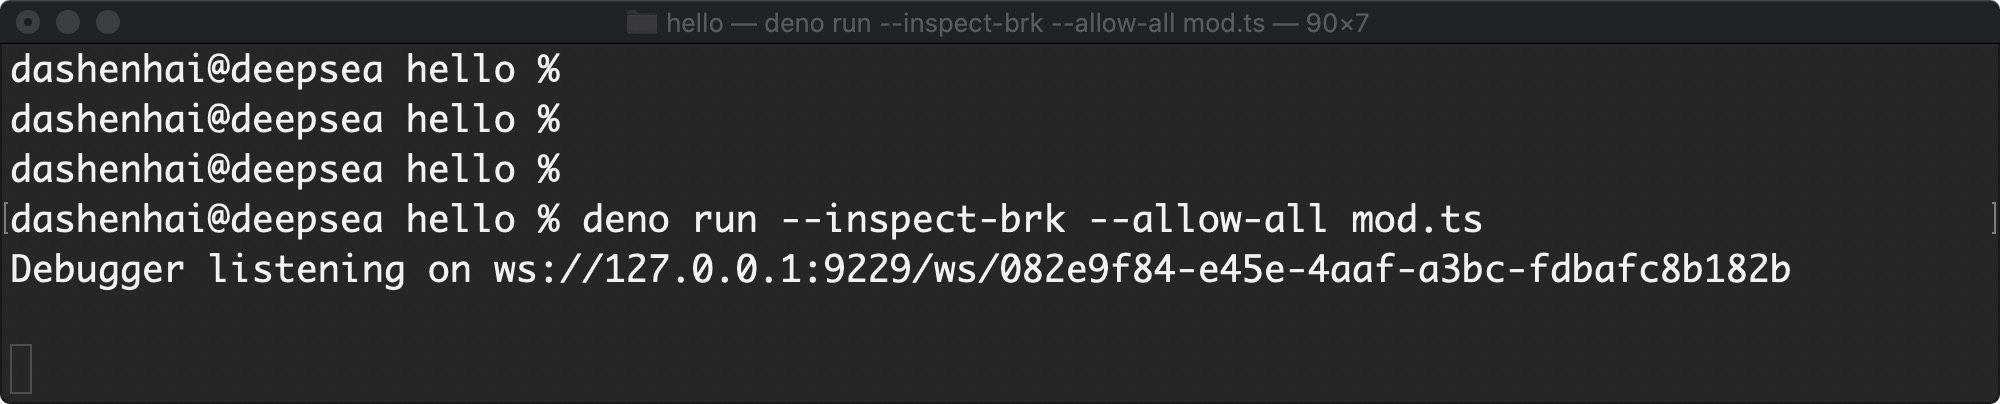 hello — deno run --inspect-brk --allow-all mod.ts — 90×7
dashenhai@deepsea hello %
dashenhai@deepsea hello %
dashenhai@deepsea hello %
[dashenhai@deepsea hello % deno run --inspect-brk --allow-all mod.ts ]
Debugger listening on ws://127.0.0.1:9229/ws/082e9f84-e45e-4aaf-a3bc-fdbafc8b182b